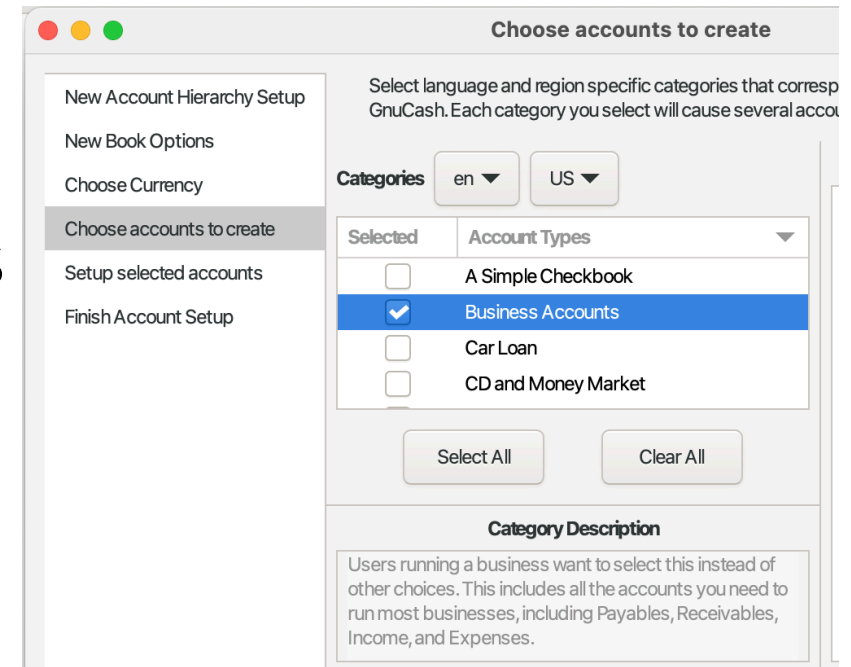 Choose accounts to create
New Account Hierarchy Setup
New Book Options
Choose Currency
Choose accounts to create
Setup selected accounts
Finish Account Setup
Select language and region specific categories that corresp
GnuCash. Each category you select will cause several accou
Categories en US
Selected Account Types
A Simple Checkbook
Business Accounts
Car Loan
CD and Money Market
Select All Clear All
Category Description
Users running a business want to select this instead of
other choices. This includes all the accounts you need to
run most businesses, including Payables, Receivables,
Income, and Expenses.